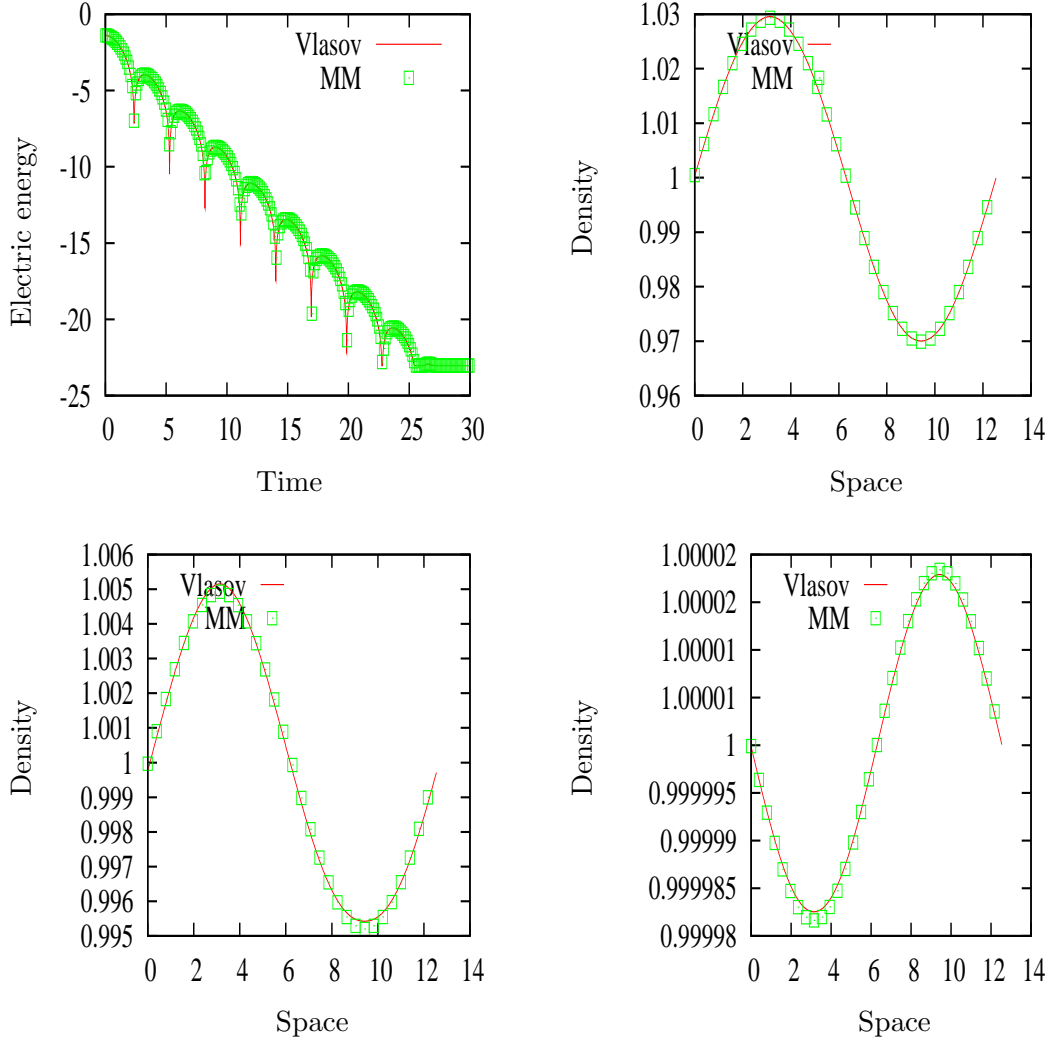 0
-5
-10
-15
-20
-25
0 5 10 15 20 25 30
Electric energy
Time
Vlasov
MM
1.03
1.02
1.03
1.01
1
0.99
0.98
0.97
0.96
0 2 4 6 8 10 12 14
Density
Space
Vlasov
MM
1.006
1.005
1.004
1.003
1.002
1.001
1
0.999
0.998
0.997
0.996
0.995
0 2 4 6 8 10 12 14
Density
Space
Vlasov
MM
1.00002
1.00002
1.00001
1.00001
1
0.999995
0.99999
0.999985
0.99998
0 2 4 6 8 10 12 14
Density
Space
Vlasov
MM